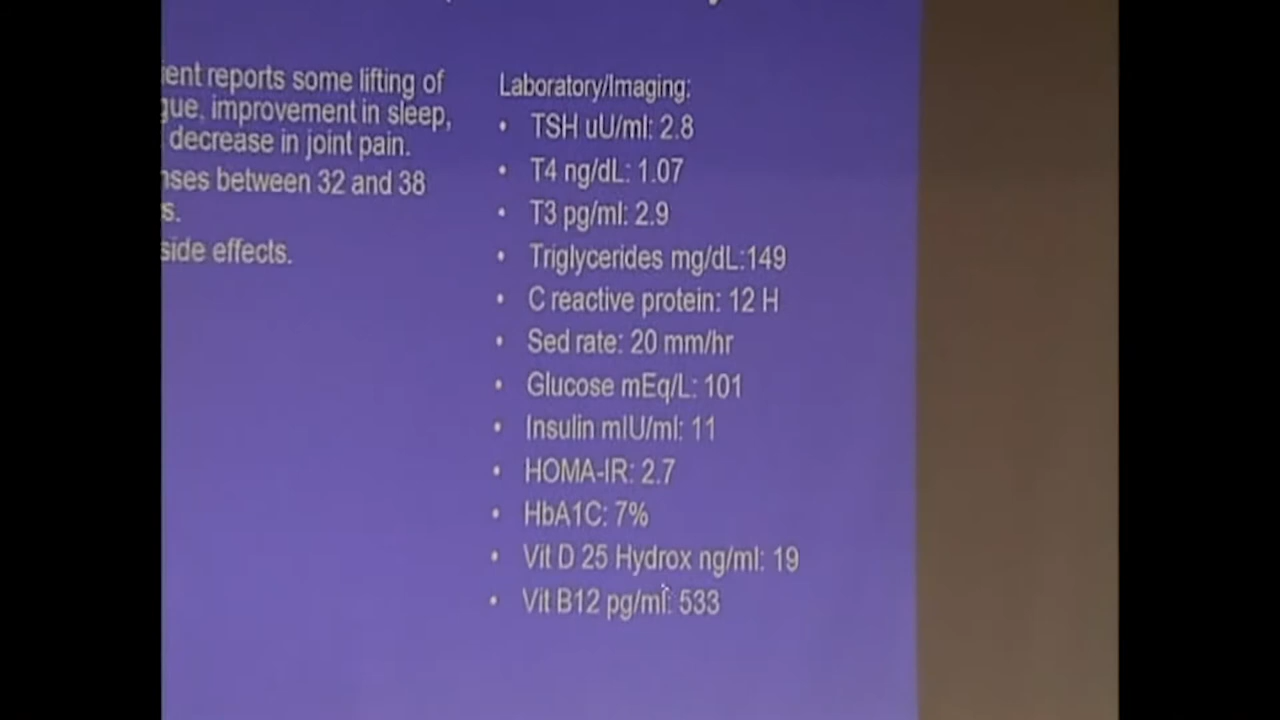 reports some lifting of
improvement in sleep,
decrease in joint pain.
between 32 and 38
side effects.
Laboratory/Imaging:
• TSH uU/ml: 2.8
• T4 ng/dL: 1.07
• T3 pg/ml: 2.9
• Triglycerides mg/dL:149
• C reactive protein: 12 H
• Sed rate: 20 mm/hr
• Glucose mEq/L: 101
• Insulin mIU/ml: 11
• HOMA-IR: 2.7
• HbA1C: 7%
• Vit D 25 Hydrox ng/ml: 19
• Vit B12 pg/ml: 533